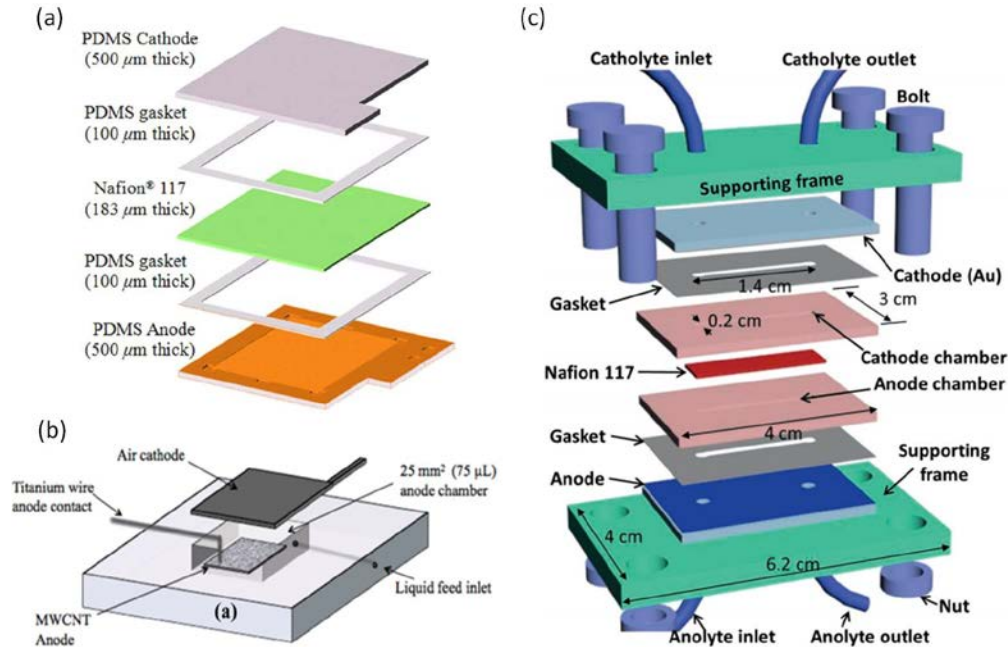 (a)
PDMS Cathode
(500 μm thick)
PDMS gasket
(100 μm thick)
Nafion® 117
(183 μm thick)
PDMS gasket
(100 μm thick)
PDMS Anode
(500 μm thick)
(b)
Air cathode
25 mm² (75 μL)
anode chamber
Titanium wire
anode contact
(a)
Liquid feed inlet
MWCNT
Anode
(c)
Catholyte inlet
Catholyte outlet
Bolt
Supporting frame
Cathode (Au)
Gasket
1.4 cm
3 cm
0.2 cm
Cathode chamber
Nafion 117
Anode chamber
Gasket
4 cm
Supporting
frame
Anode
4 cm
6.2 cm
Nut
Anolyte inlet
Anolyte outlet